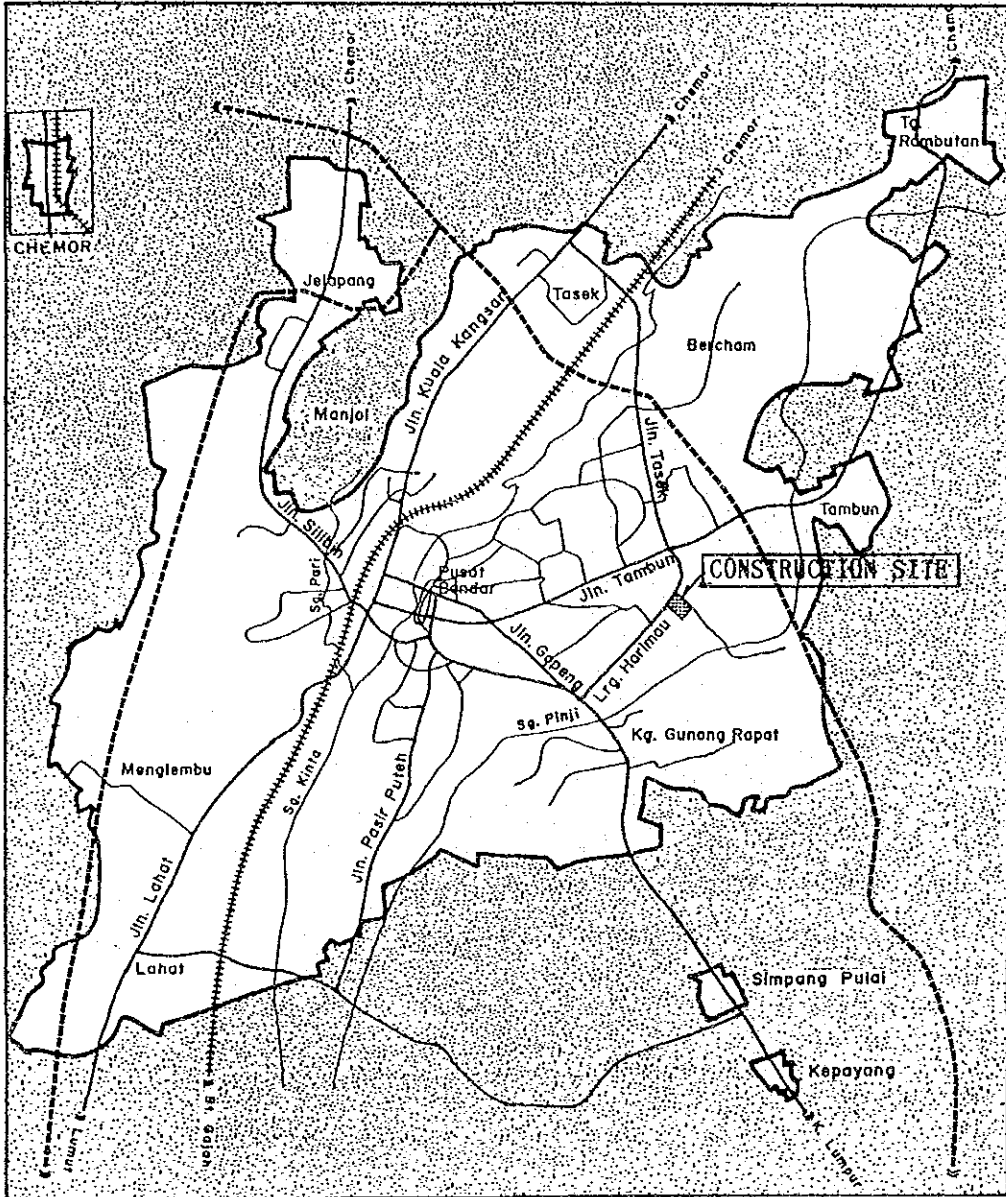 Chemor
Chemor
Chemor
Tg.
Rambutan
CHEMOR
Jelapang
Tasek
Jln. Kuala Kangsar
Bercham
Manjoi
Jln. Tasek
Jln. Silibin
Tambun
Sg. Pari
Pusat
Bandar
Jln. Tambun
CONSTRUCTION SITE
Jln. Gopeng
Lrg. Harimau
Sg. Pinji
Kg. Gunang Rapat
Menglembu
Sg. Kinta
Jln. Pasir Puteh
Jln. Lahat
Lahat
Simpang Pulai
Kepayang
Lumur
Bt. Gajah
K. Lumpur